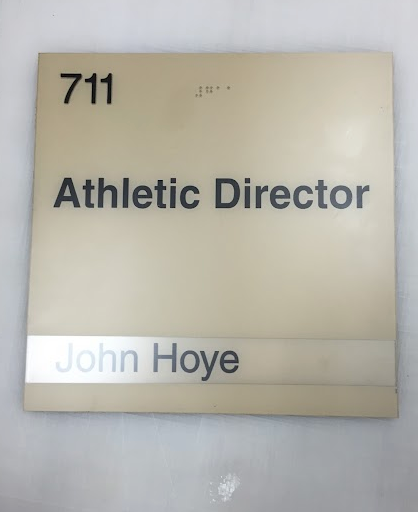 711
⠼⠛⠁⠁
Athletic Director
John Hoye